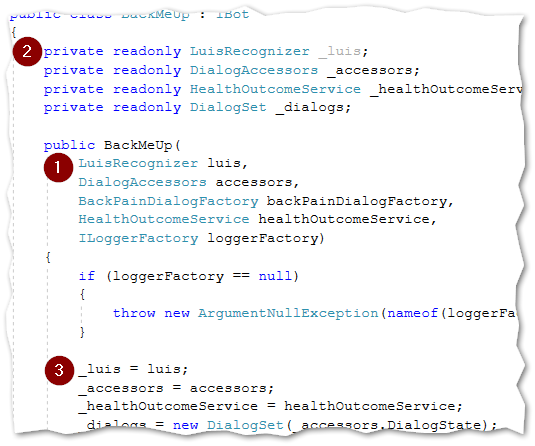 public class BackMeUp : IBot
{
2 private readonly LuisRecognizer _luis;
private readonly DialogAccessors _accessors;
private readonly HealthOutcomeService _healthOutcomeServ
private readonly DialogSet _dialogs;
public BackMeUp(
1 LuisRecognizer luis,
DialogAccessors accessors,
BackPainDialogFactory backPainDialogFactory,
HealthOutcomeService healthOutcomeService,
ILoggerFactory loggerFactory)
{
if (loggerFactory == null)
{
throw new ArgumentNullException(nameof(loggerFa
}
3 _luis = luis;
_accessors = accessors;
_healthOutcomeService = healthOutcomeService;
_dialogs = new DialogSet(_accessors.DialogState);